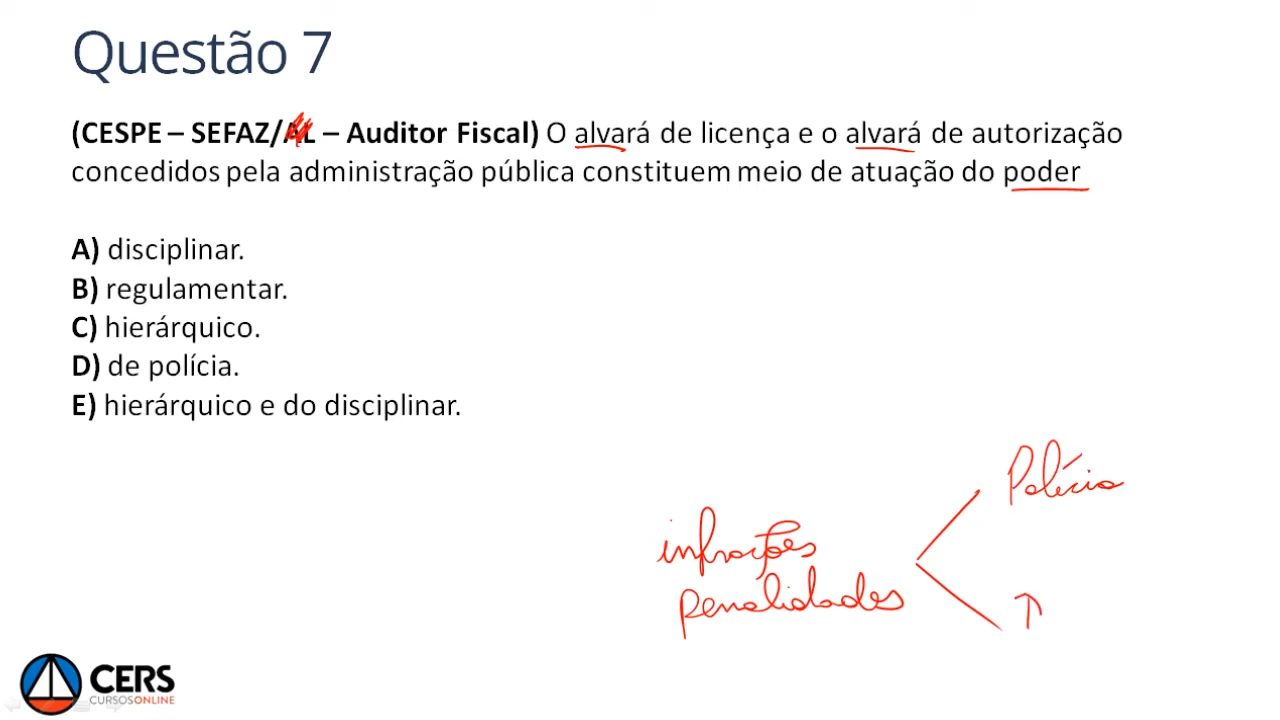 Questão 7
(CESPE – SEFAZ/AL – Auditor Fiscal) O alvará de licença e o alvará de autorização
concedidos pela administração pública constituem meio de atuação do poder
A) disciplinar.
B) regulamentar.
C) hierárquico.
D) de polícia.
E) hierárquico e do disciplinar.
Polícia
infrações
penalidades
CERS
CURSOS ONLINE